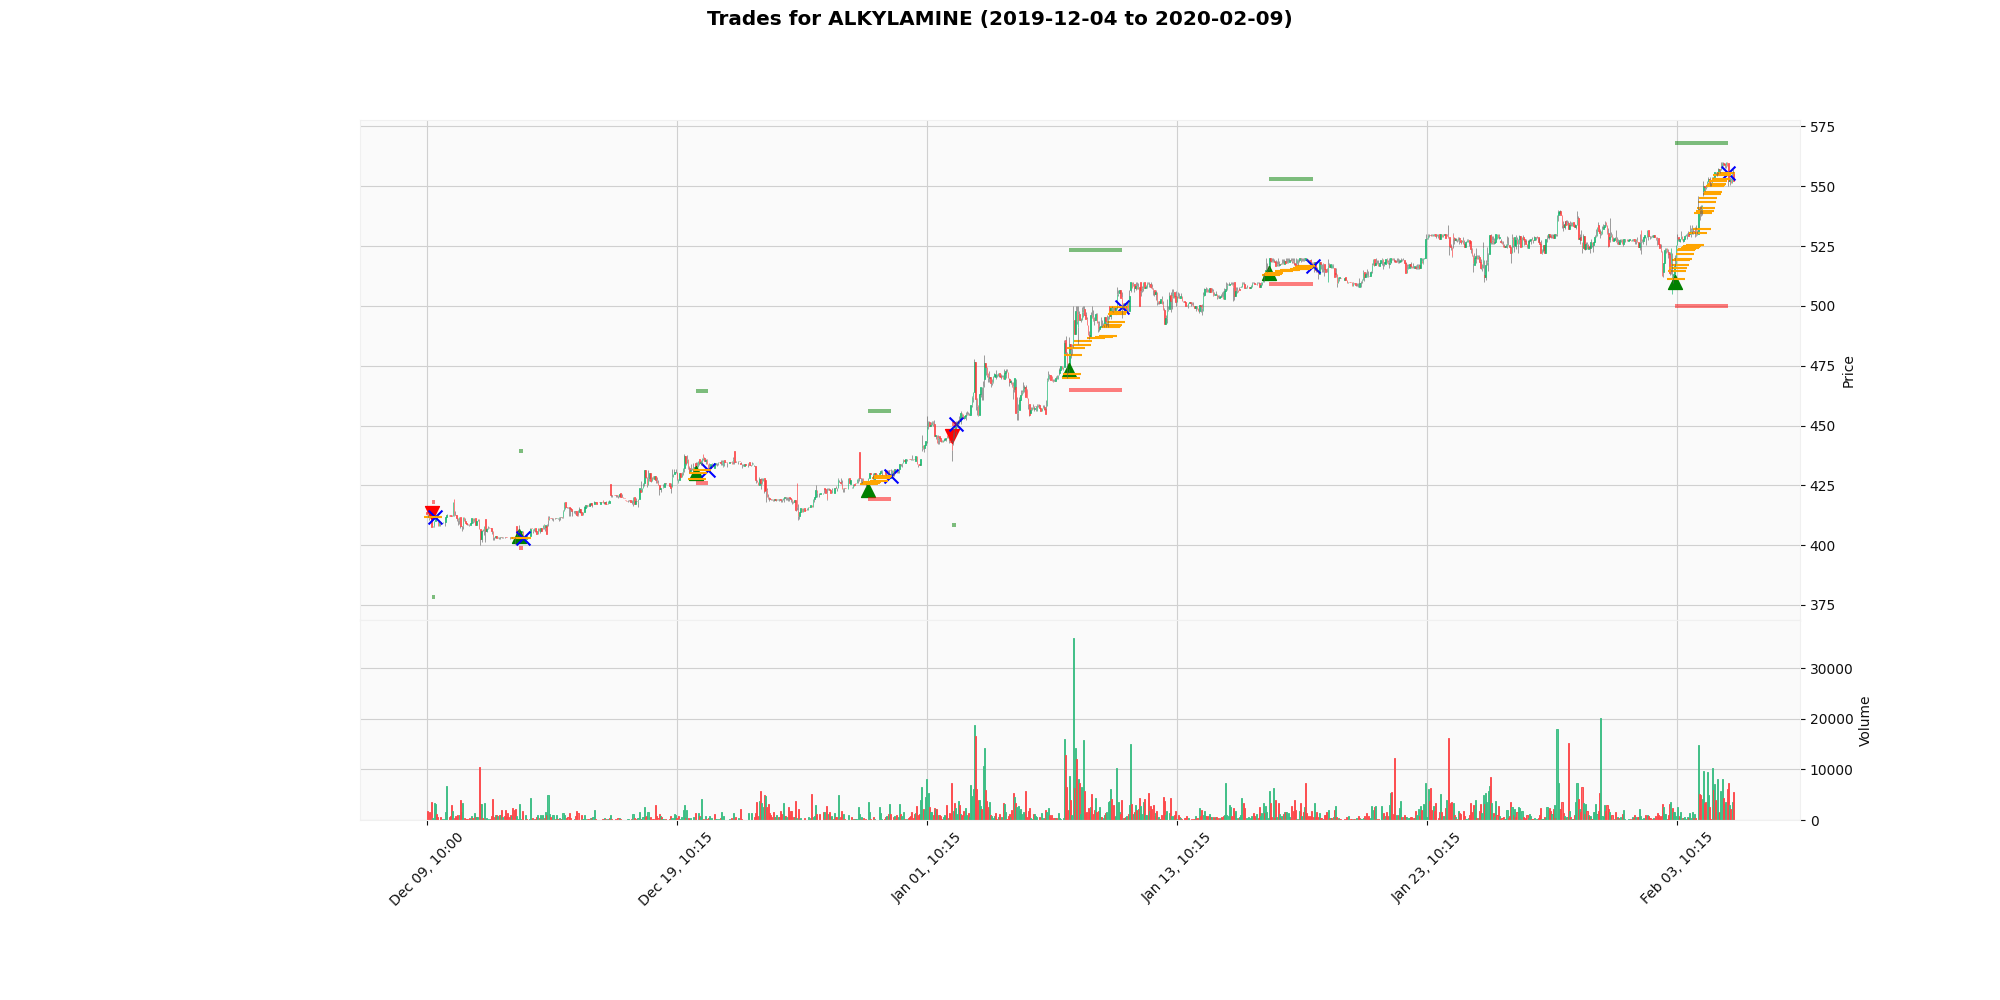 Trades for ALKYLAMINE (2019-12-04 to 2020-02-09)
575
550
525
500
475
450
425
400
375
Price
30000
20000
10000
0
Volume
Dec 09, 10:00
Dec 19, 10:15
Jan 01, 10:15
Jan 13, 10:15
Jan 23, 10:15
Feb 03, 10:15